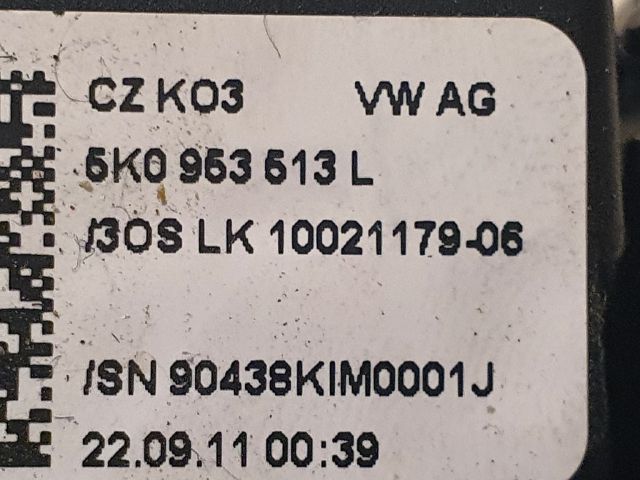 CZ KO3 VW AG
5K0 953 513 L
/3OS LK 10021179-06
/SN 90438KIM0001J
22.09.11 00:39